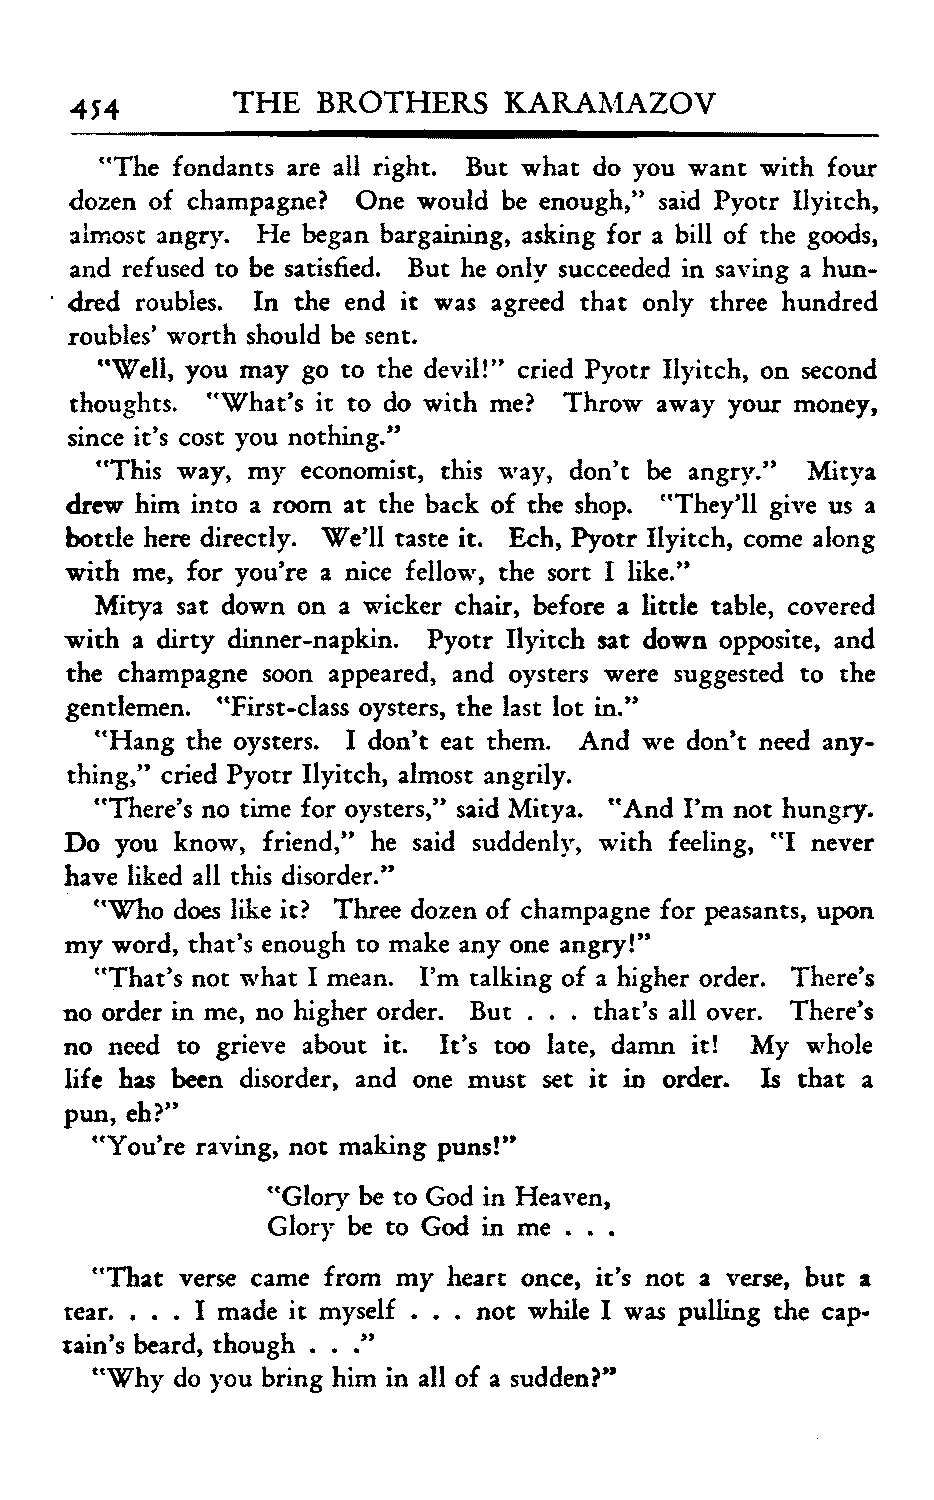 454 THE BROTHERS KARAMAZOV
"The fondants are all right. But what do you want with four
dozen of champagne? One would be enough," said Pyotr Ilyitch,
almost angry. He began bargaining, asking for a bill of the goods,
and refused to be satisfied. But he only succeeded in saving a hun-
dred roubles. In the end it was agreed that only three hundred
roubles' worth should be sent.
"Well, you may go to the devil!" cried Pyotr Ilyitch, on second
thoughts. "What's it to do with me? Throw away your money,
since it's cost you nothing."
"This way, my economist, this way, don't be angry." Mitya
drew him into a room at the back of the shop. "They'll give us a
bottle here directly. We'll taste it. Ech, Pyotr Ilyitch, come along
with me, for you're a nice fellow, the sort I like."
Mitya sat down on a wicker chair, before a little table, covered
with a dirty dinner-napkin. Pyotr Ilyitch sat down opposite, and
the champagne soon appeared, and oysters were suggested to the
gentlemen. "First-class oysters, the last lot in."
"Hang the oysters. I don't eat them. And we don't need any-
thing," cried Pyotr Ilyitch, almost angrily.
"There's no time for oysters," said Mitya. "And I'm not hungry.
Do you know, friend," he said suddenly, with feeling, "I never
have liked all this disorder."
"Who does like it? Three dozen of champagne for peasants, upon
my word, that's enough to make any one angry!"
"That's not what I mean. I'm talking of a higher order. There's
no order in me, no higher order. But . . . that's all over. There's
no need to grieve about it. It's too late, damn it! My whole
life has been disorder, and one must set it in order. Is that a
pun, eh?"
"You're raving, not making puns!"
"Glory be to God in Heaven,
Glory be to God in me . . .
"That verse came from my heart once, it's not a verse, but a
tear. . . . I made it myself . . . not while I was pulling the cap-
tain's beard, though . . ."
"Why do you bring him in all of a sudden?"